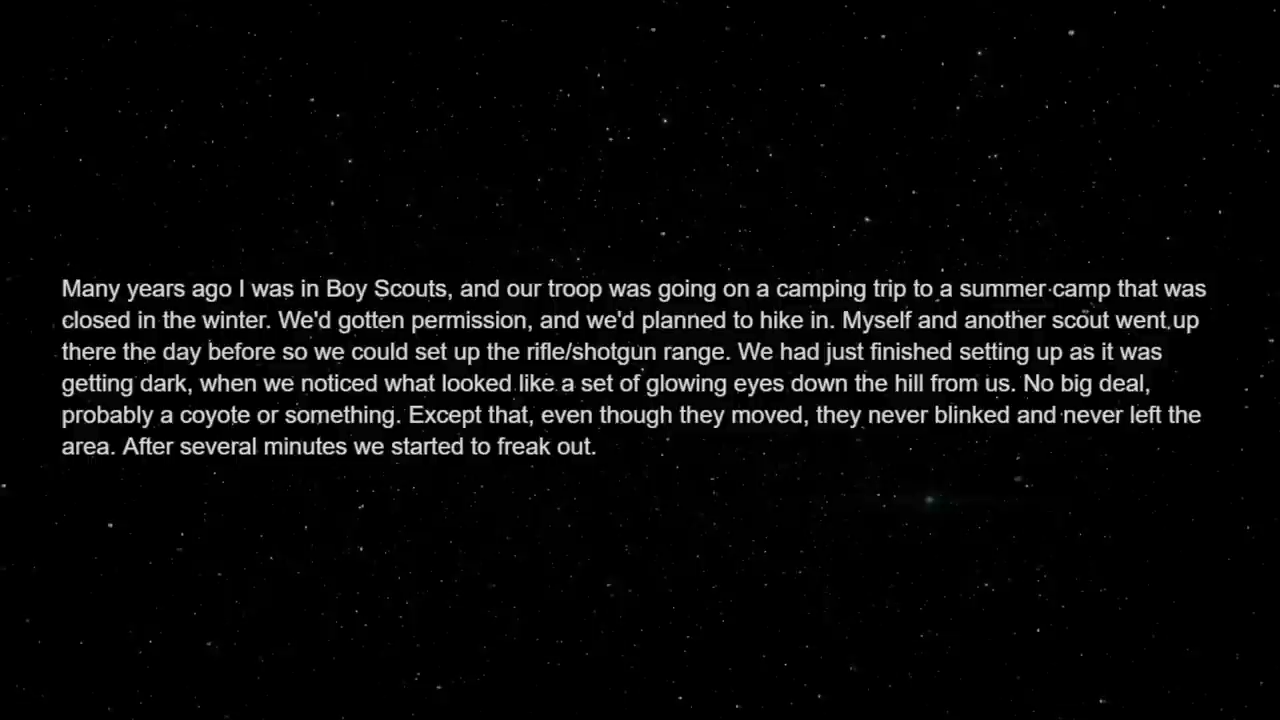 Many years ago I was in Boy Scouts, and our troop was going on a camping trip to a summer camp that was
closed in the winter. We'd gotten permission, and we'd planned to hike in. Myself and another scout went up
there the day before so we could set up the rifle/shotgun range. We had just finished setting up as it was
getting dark, when we noticed what looked like a set of glowing eyes down the hill from us. No big deal,
probably a coyote or something. Except that, even though they moved, they never blinked and never left the
area. After several minutes we started to freak out.